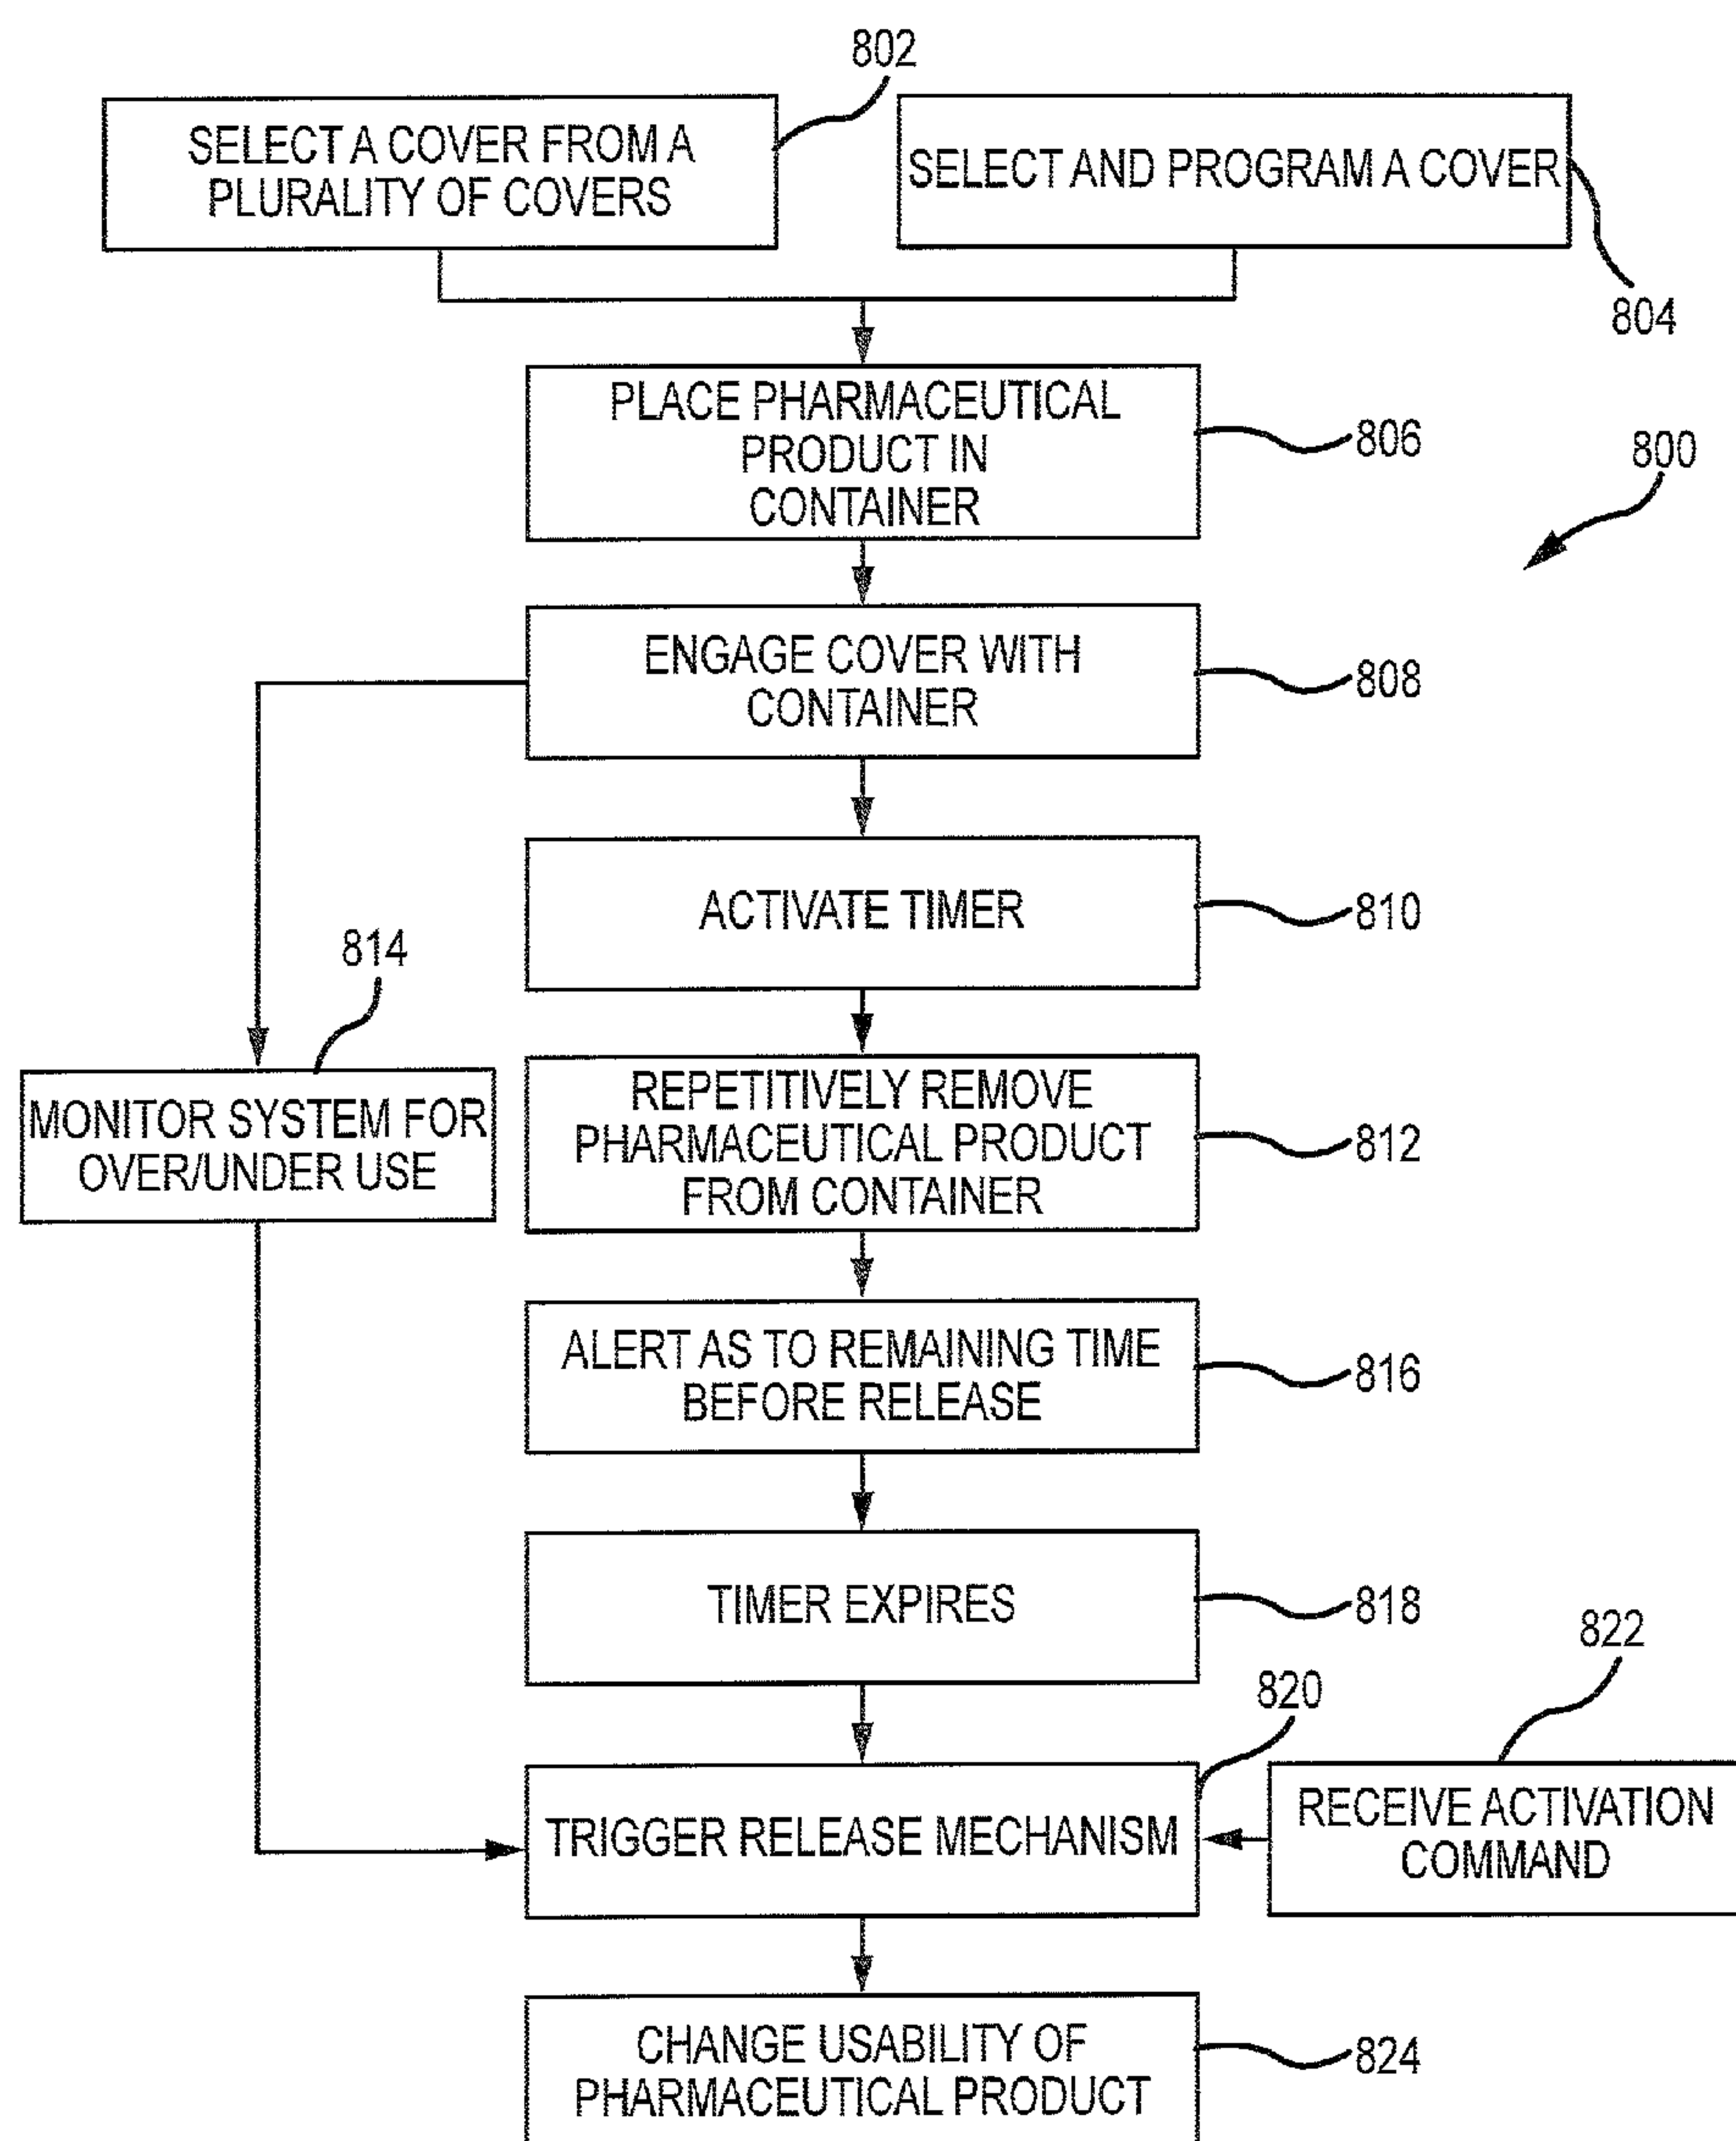 802
SELECT A COVER FROM A
PLURALITY OF COVERS
SELECT AND PROGRAM A COVER
804
PLACE PHARMACEUTICAL
PRODUCT IN
CONTAINER
806
800
ENGAGE COVER WITH
CONTAINER
808
ACTIVATE TIMER
810
814
MONITOR SYSTEM FOR
OVER/UNDER USE
REPETITIVELY REMOVE
PHARMACEUTICAL PRODUCT
FROM CONTAINER
812
ALERT AS TO REMAINING TIME
BEFORE RELEASE
816
TIMER EXPIRES
818
822
820
TRIGGER RELEASE MECHANISM
RECEIVE ACTIVATION
COMMAND
CHANGE USABILITY OF
PHARMACEUTICAL PRODUCT
824